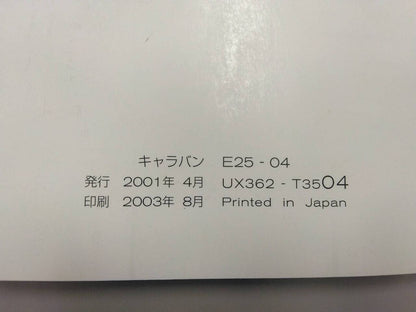 キャラバン E25 - 04
発行 2001年 4月 UX362 - T3504
印刷 2003年 8月 Printed in Japan